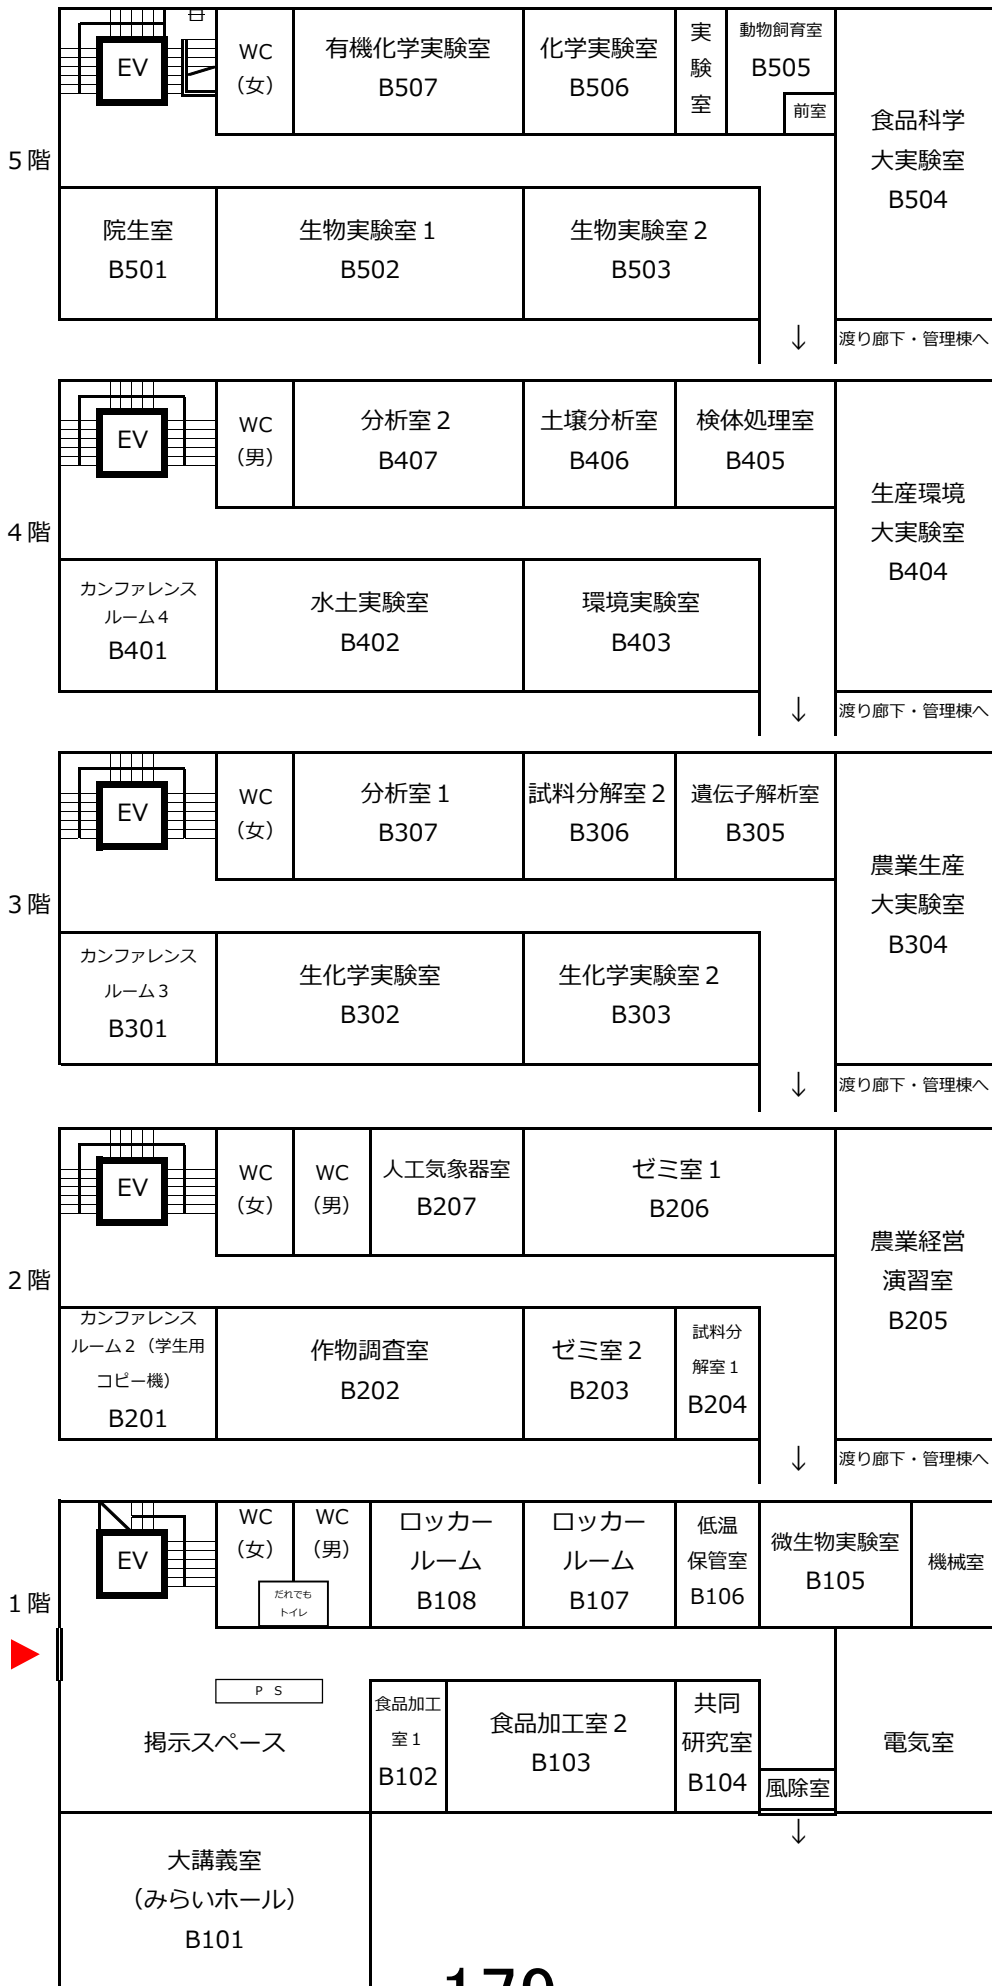 EV
WC
（女）
有機化学実験室
B507
化学実験室
B506
実
験
室
動物飼育室
B505
前室
食品科学
大実験室
B504
５階
院生室
B501
生物実験室１
B502
生物実験室２
B503
↓
渡り廊下・管理棟へ
EV
WC
（男）
分析室２
B407
土壌分析室
B406
検体処理室
B405
生産環境
大実験室
B404
４階
カンファレンス
ルーム４
B401
水土実験室
B402
環境実験室
B403
↓
渡り廊下・管理棟へ
EV
WC
（女）
分析室１
B307
試料分解室２
B306
遺伝子解析室
B305
農業生産
大実験室
B304
３階
カンファレンス
ルーム３
B301
生化学実験室
B302
生化学実験室２
B303
↓
渡り廊下・管理棟へ
EV
WC
（女）
WC
（男）
人工気象器室
B207
ゼミ室１
B206
農業経営
演習室
B205
２階
カンファレンス
ルーム２（学生用
コピー機）
B201
作物調査室
B202
ゼミ室２
B203
試料分
解室１
B204
↓
渡り廊下・管理棟へ
EV
WC
（女）
WC
（男）
だれでも
トイレ
ロッカー
ルーム
B108
ロッカー
ルーム
B107
低温
保管室
B106
微生物実験室
B105
機械室
１階
ＰＳ
掲示スペース
食品加工
室１
B102
食品加工室２
B103
共同
研究室
B104
風除室
電気室
↓
大講義室
（みらいホール）
B101